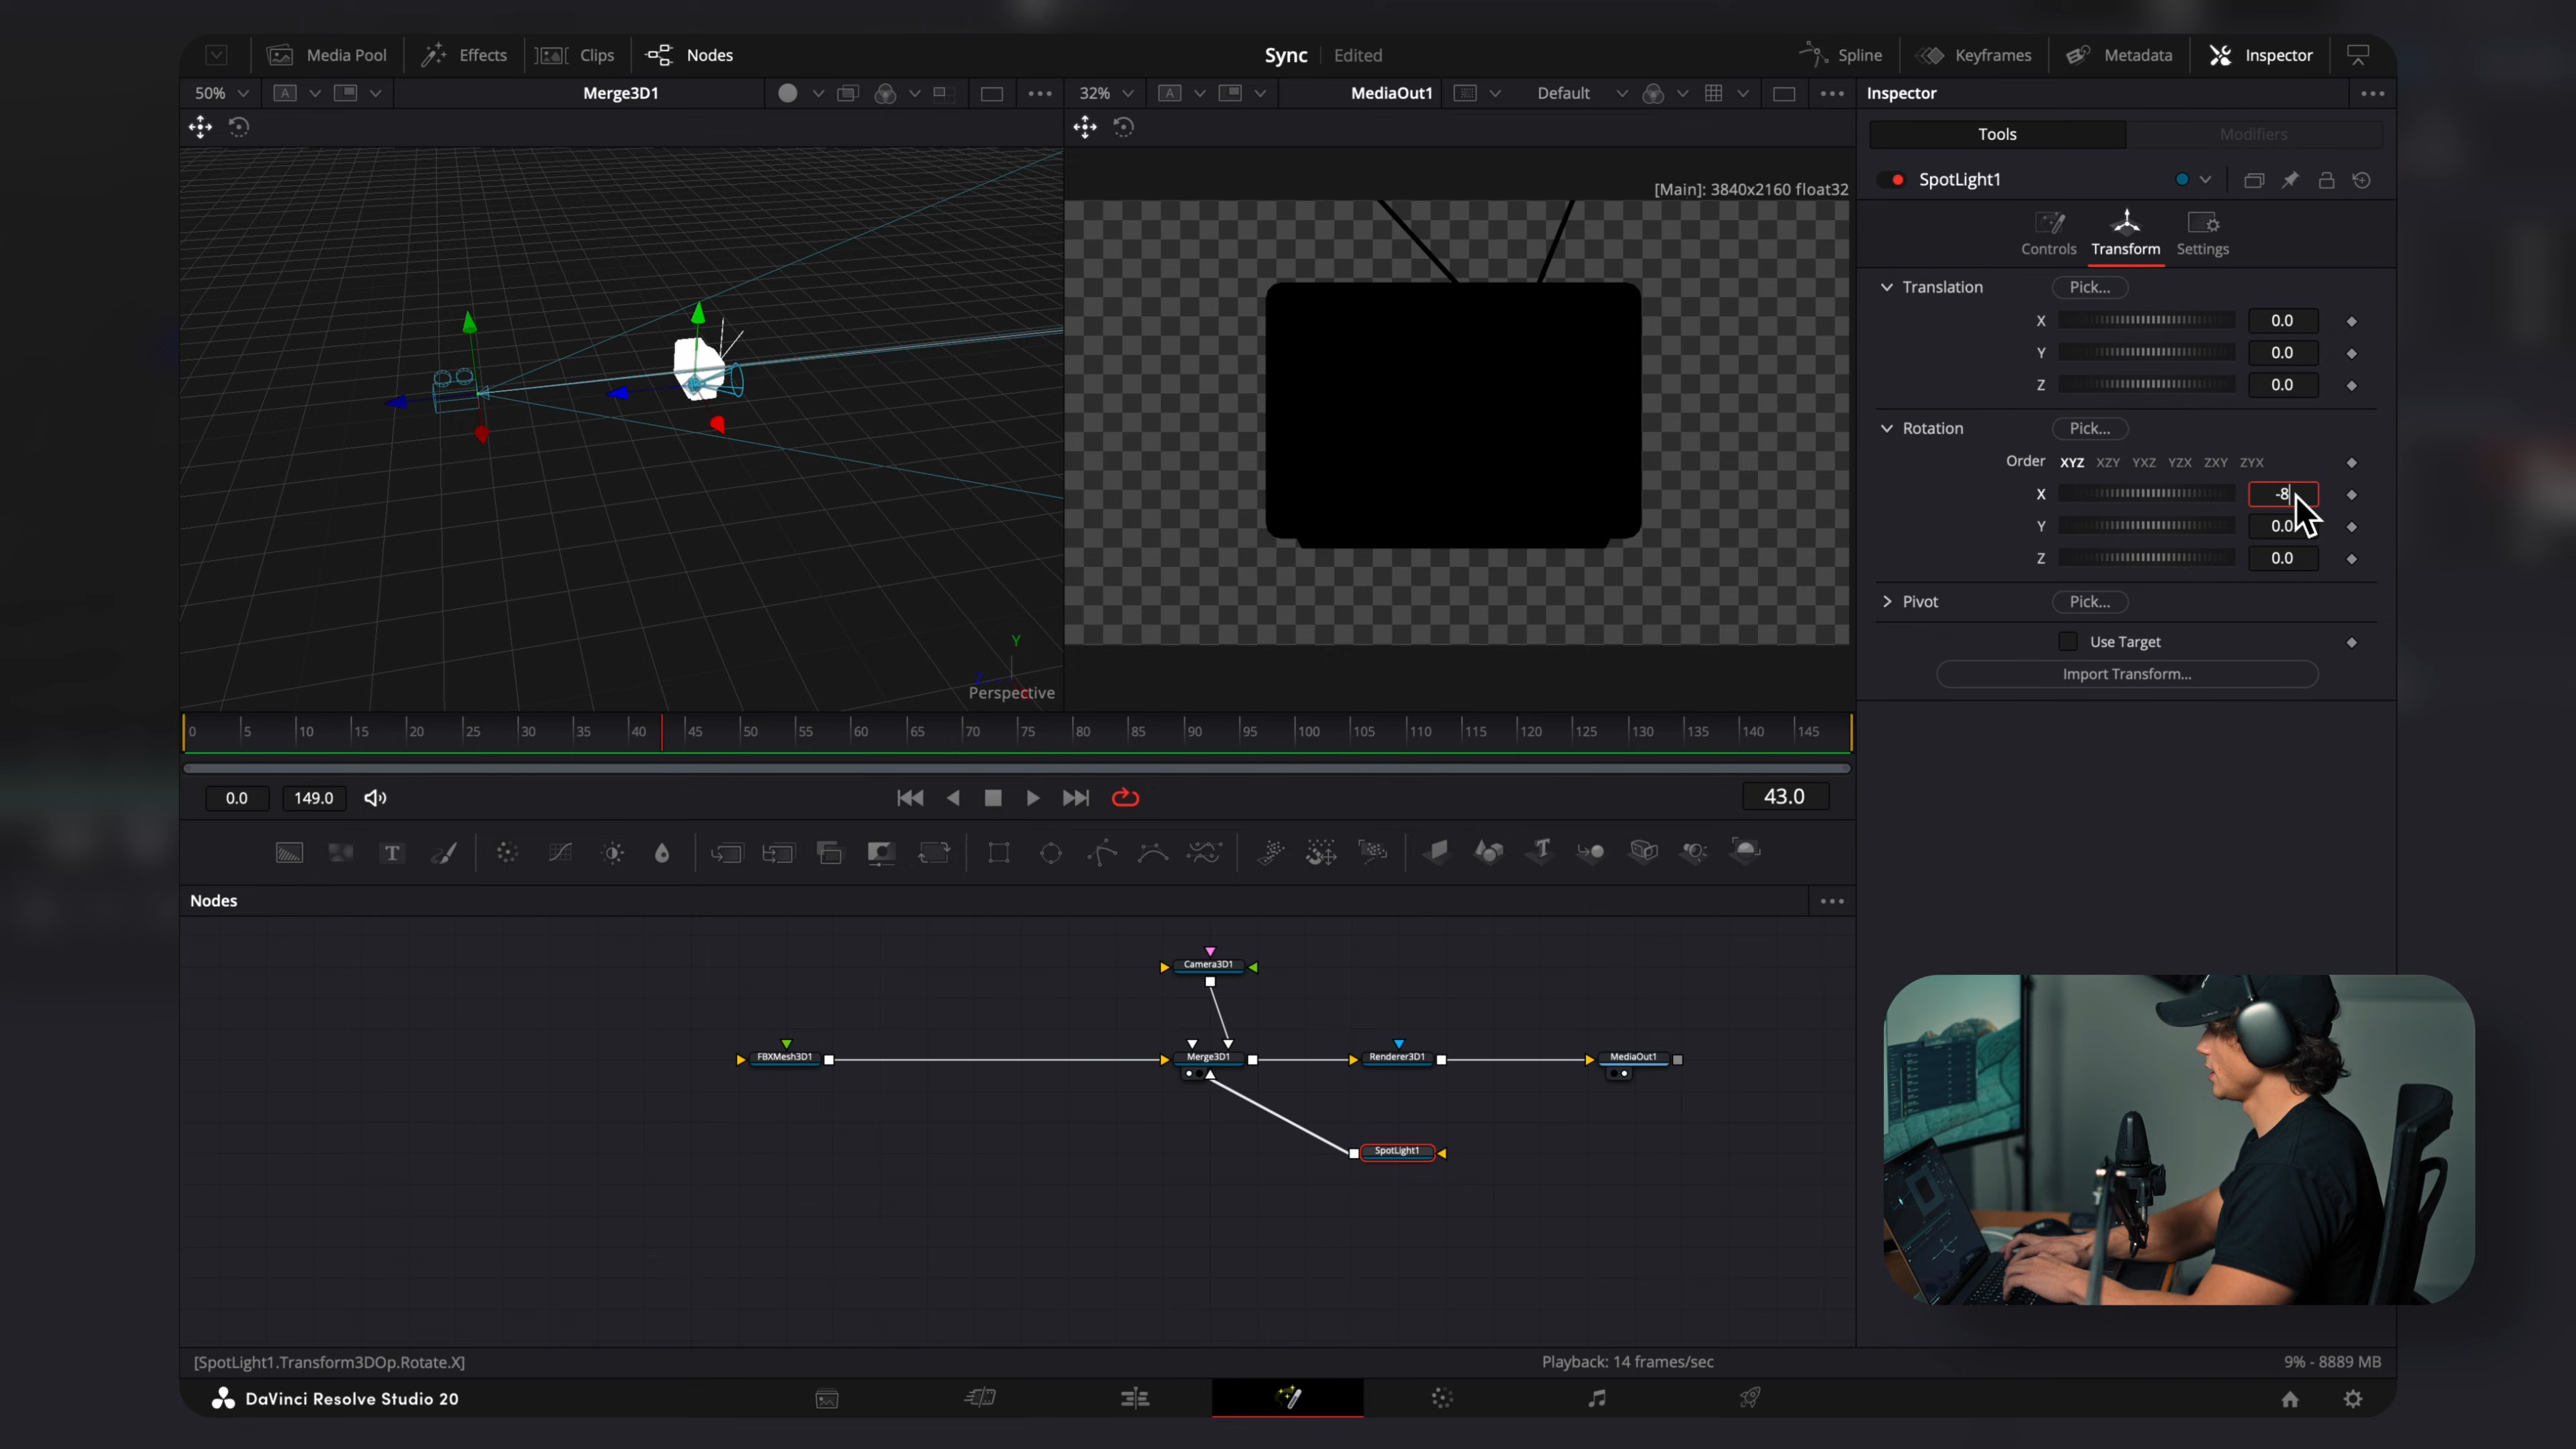 Media Pool Effects Clips Nodes Sync Edited Spline Keyframes Metadata Inspector
50% A Merge3D1 32% A MediaOut1 Default Inspector
Tools Modifiers
SpotLight1
[Main]: 3840x2160 float32
Controls Transform Settings
Translation Pick...
X 0.0
Y 0.0
Z 0.0
Rotation Pick...
Order XYZ XZY YXZ YZX ZXY ZYX
X -8
Y 0.0
Z 0.0
Pivot Pick...
Use Target
Import Transform...
Y
Perspective
0 5 10 15 20 25 30 35 40 45 50 55 60 65 70 75 80 85 90 95 100 105 110 115 120 125 130 135 140 145
0.0 149.0 43.0
T T
Nodes
Camera3D1
FBXMesh3D1 Merge3D1 Renderer3D1 MediaOut1
SpotLight1
[SpotLight1.Transform3DOp.Rotate.X] Playback: 14 frames/sec 9% - 8889 MB
DaVinci Resolve Studio 20